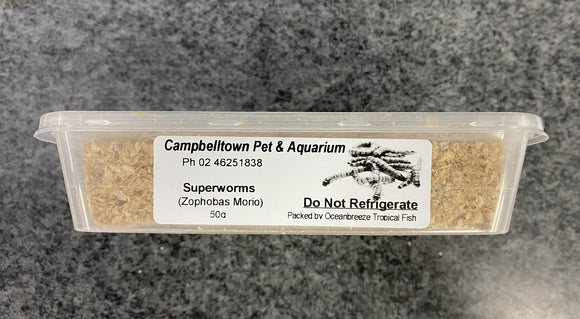 Campbelltown Pet & Aquarium
Ph 02 46251838
Superworms
(Zophobas Morio)
50g
Do Not Refrigerate
Packed by Oceanbreeze Tropical Fish